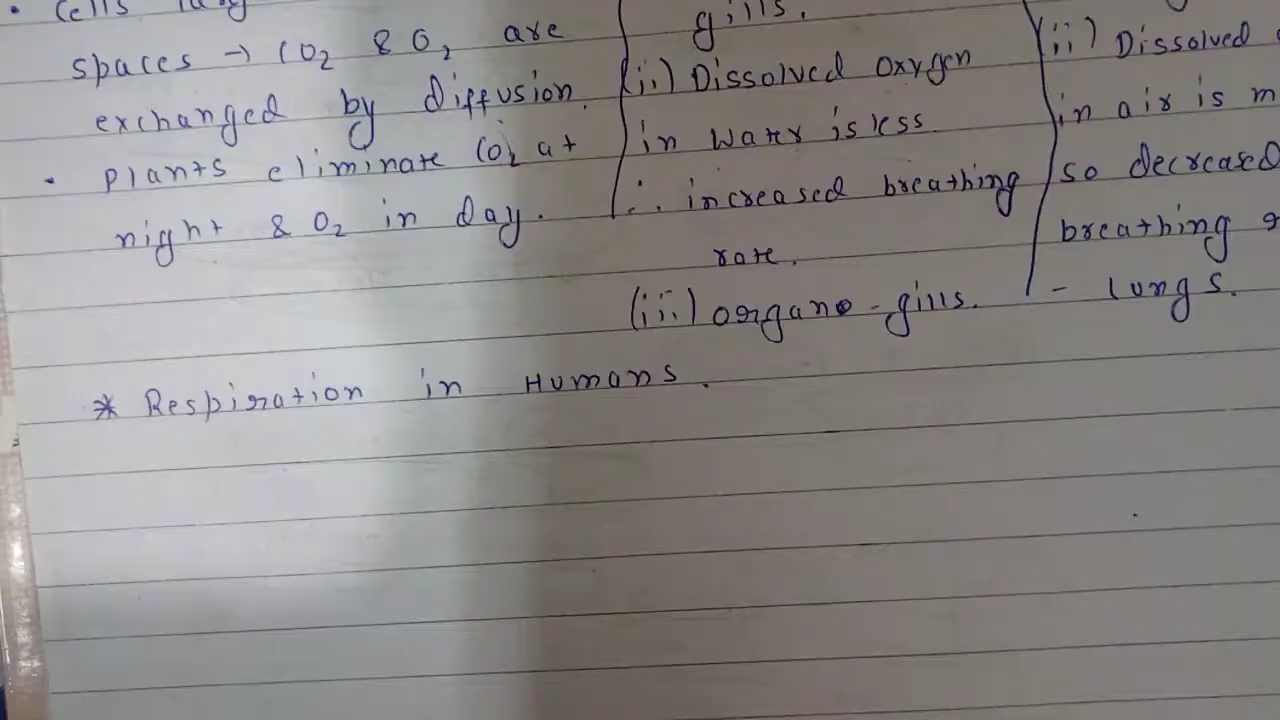 • cells
spaces → CO2 & O2 are
exchanged by diffusion.
• Plants eliminate CO2 at
night & O2 in day.
gills.
(ii) Dissolved oxygen
in water is less
∴ increased breathing
rate.
(iii) organs - gills.
(ii) Dissolved
in air is
so decreased
breathing
- lungs.
* Respiration in Humans.